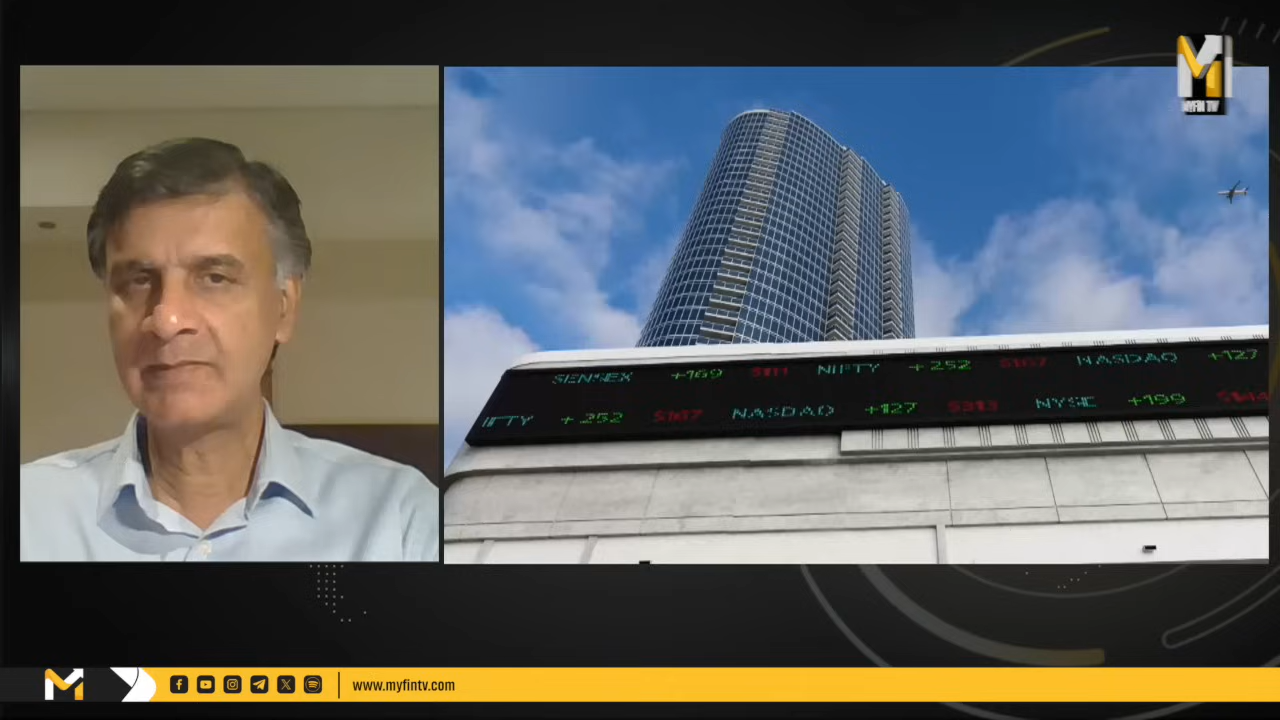 MYFIN TV
SENSEX +169 NIFTY +252 NASDAQ +127
IFTY +252 NASDAQ +127 NYSE +199
www.myfintv.com